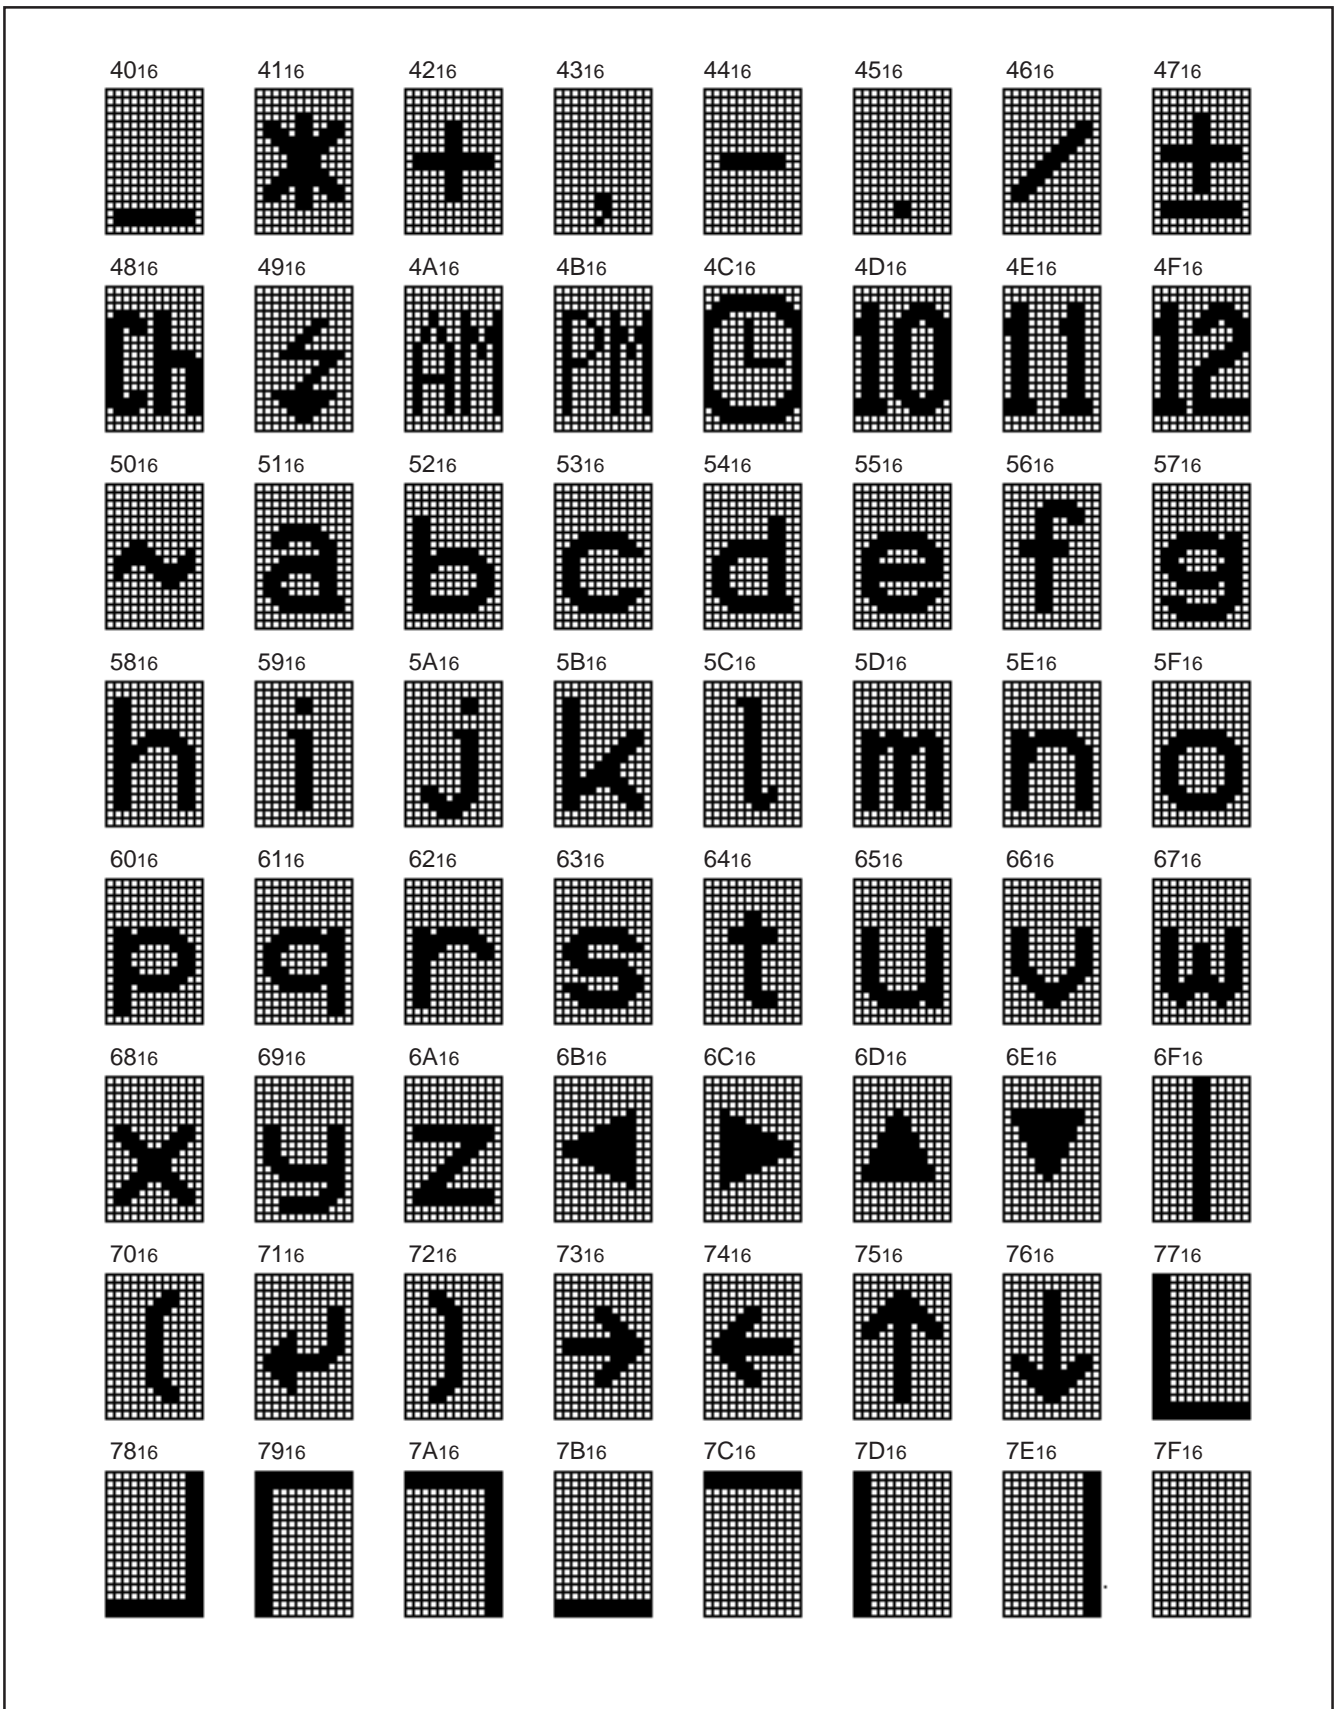 4016 4116 4216 4316 4416 4516 4616 4716
_ * + , - . / ±
4816 4916 4A16 4B16 4C16 4D16 4E16 4F16
Ch AM PM 10 11 12
5016 5116 5216 5316 5416 5516 5616 5716
~ a b c d e f g
5816 5916 5A16 5B16 5C16 5D16 5E16 5F16
h i j k l m n o
6016 6116 6216 6316 6416 6516 6616 6716
p q r s t u v w
6816 6916 6A16 6B16 6C16 6D16 6E16 6F16
x y z ◀ ▶ ▲ ▼ |
7016 7116 7216 7316 7416 7516 7616 7716
( ↲ ) → ← ↑ ↓
7816 7916 7A16 7B16 7C16 7D16 7E16 7F16